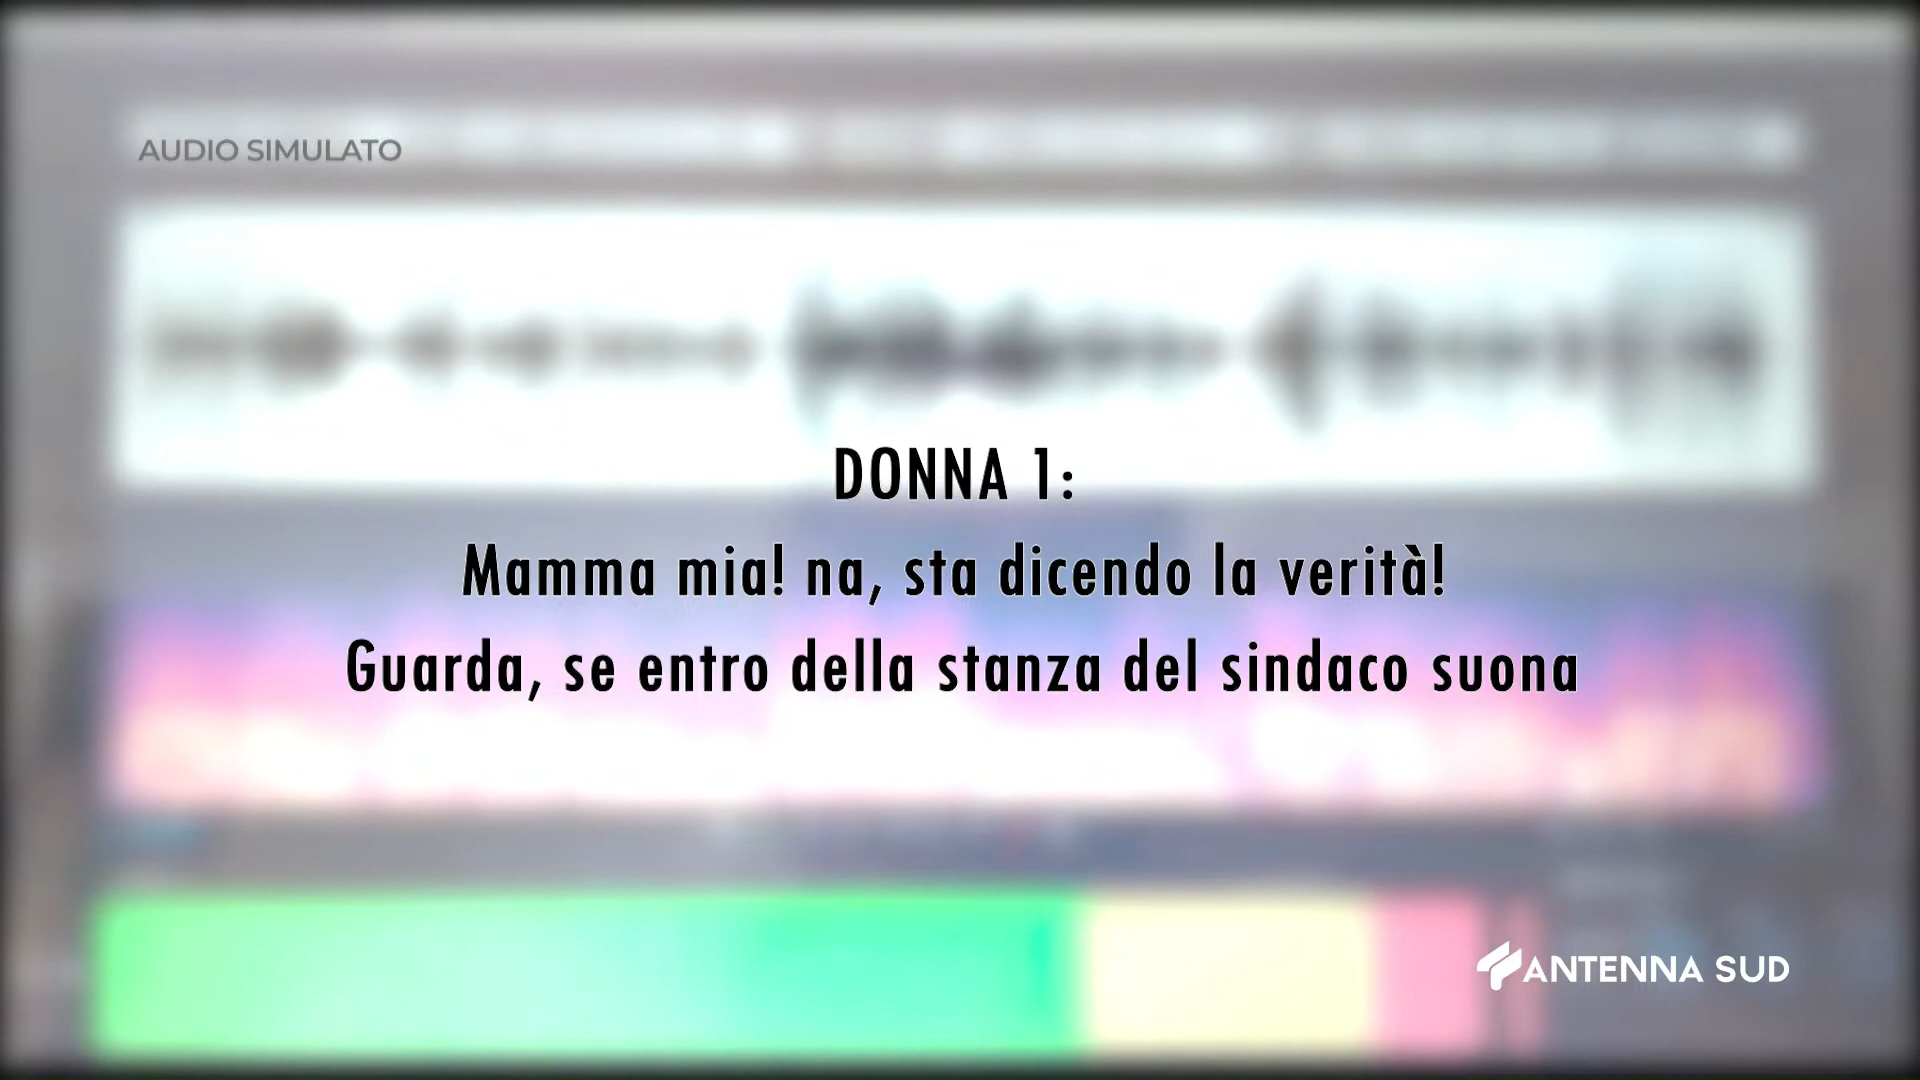 AUDIO SIMULATO
DONNA 1:
Mamma mia! na, sta dicendo la verità!
Guarda, se entro della stanza del sindaco suona
ANTENNA SUD